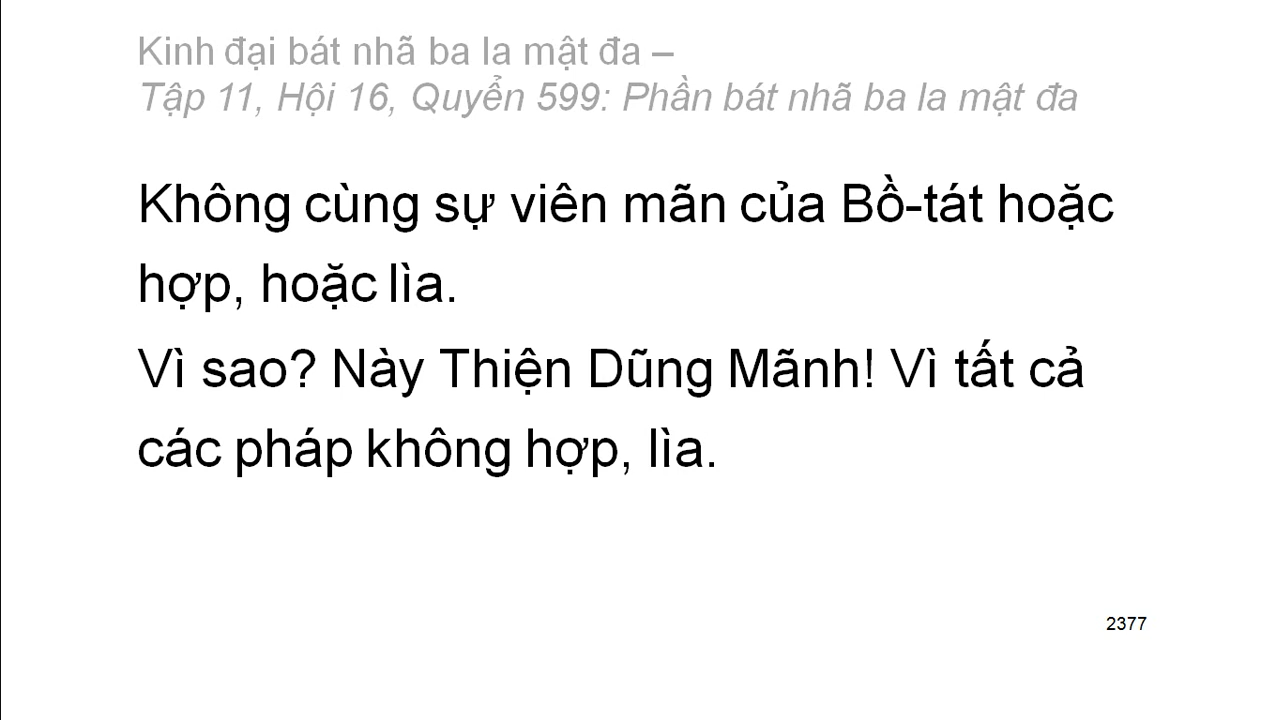 Kinh đại bát nhã ba la mật đa –
Tập 11, Hội 16, Quyển 599: Phần bát nhã ba la mật đa
Không cùng sự viên mãn của Bồ-tát hoặc
hợp, hoặc lìa.
Vì sao? Này Thiện Dũng Mãnh! Vì tất cả
các pháp không hợp, lìa.
2377